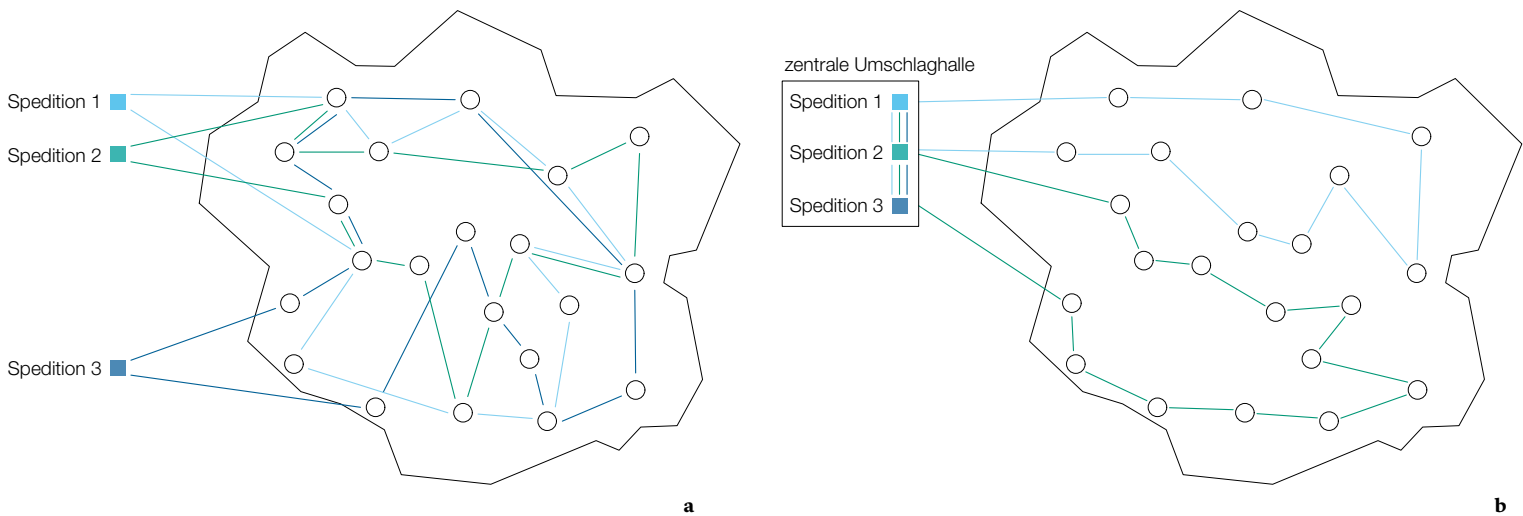 Spedition 1
Spedition 2
Spedition 3
a
zentrale Umschlaghalle
Spedition 1
Spedition 2
Spedition 3
b